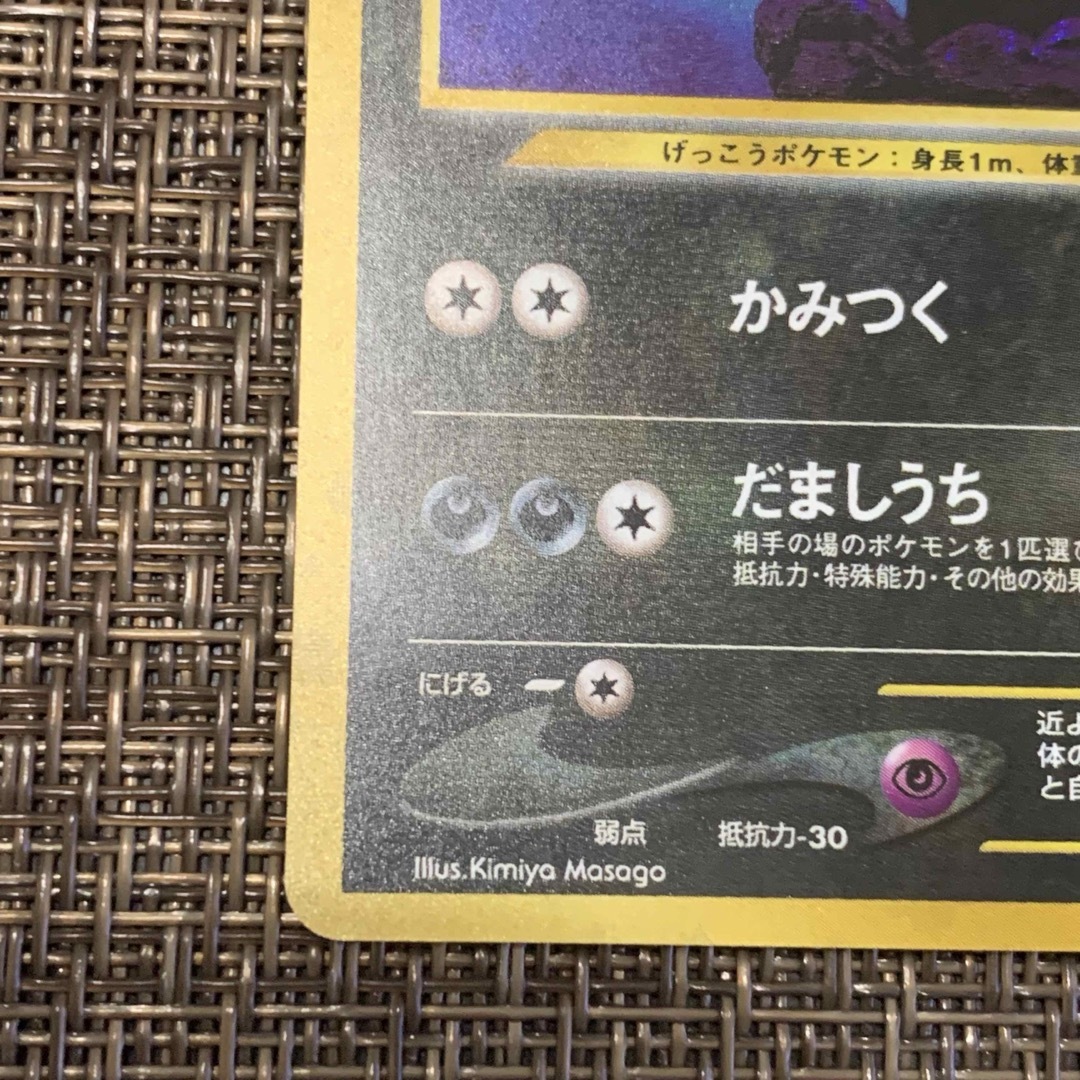 げっこうポケモン：身長1m、体
かみつく
だましうち
相手の場のポケモンを1匹選
抵抗力・特殊能力・その他の効果
にげる
近よ
体の
と自
弱点 抵抗力-30
Illus.Kimiya Masago